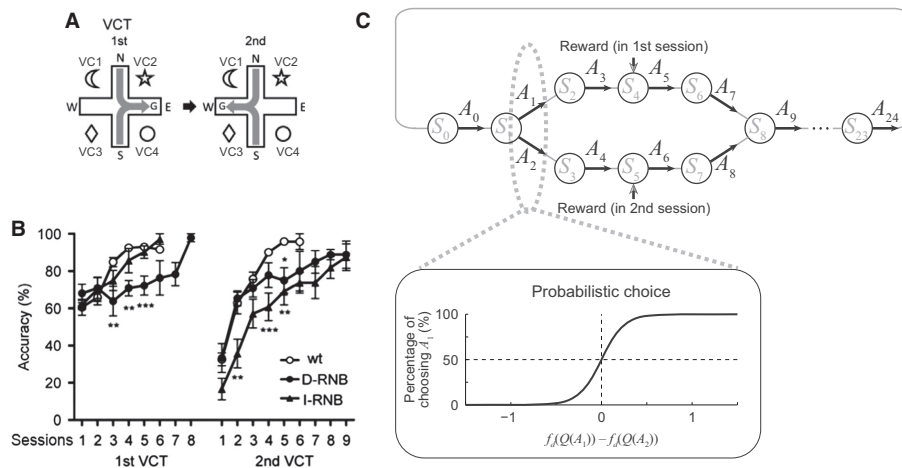 A
VCT
1st
2nd
N
VC1
VC2
W
G
E
VC3
VC4
S
N
VC1
VC2
W
G
E
VC3
VC4
S
B
Accuracy (%)
100
80
60
40
20
0
**
**
***
**
***
*
**
wt
D-RNB
I-RNB
Sessions 1 2 3 4 5 6 7 8
1 2 3 4 5 6 7 8 9
1st VCT
2nd VCT
C
Reward (in 1st session)
A1 A3 A5 A7
S2 S4 S6
A0 A9 A24
S0 S S8 ··· S23
A2 A4 A6 A8
S3 S5 S7
Reward (in 2nd session)
Probabilistic choice
Percentage of
choosing A1 (%)
100
50
0
−1 0 1
fd(Q(A1))−fd(Q(A2))